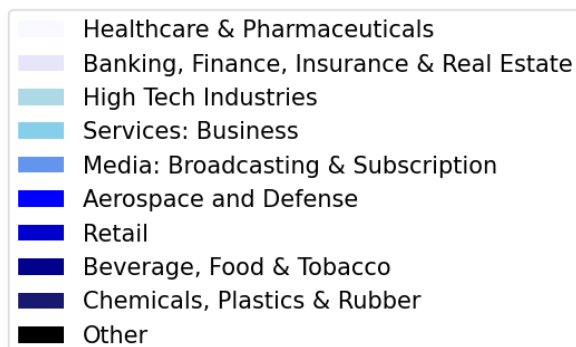 Healthcare & Pharmaceuticals
Banking, Finance, Insurance & Real Estate
High Tech Industries
Services: Business
Media: Broadcasting & Subscription
Aerospace and Defense
Retail
Beverage, Food & Tobacco
Chemicals, Plastics & Rubber
Other